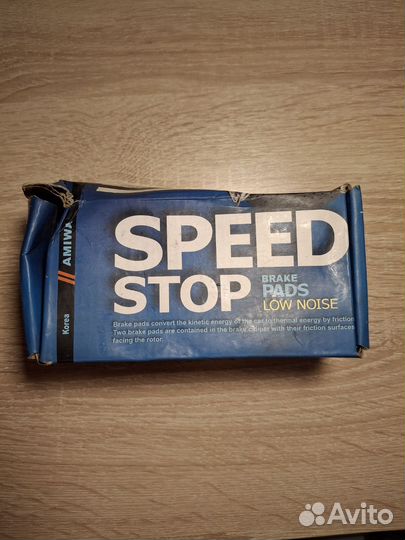 AMIWA
Korea
SPEED
STOP
BRAKE
PADS
LOW NOISE
Brake pads convert the kinetic energy of the car to thermal energy by friction
Two brake pads are contained in the brake caliper with their friction surfaces
facing the rotor.
Avito